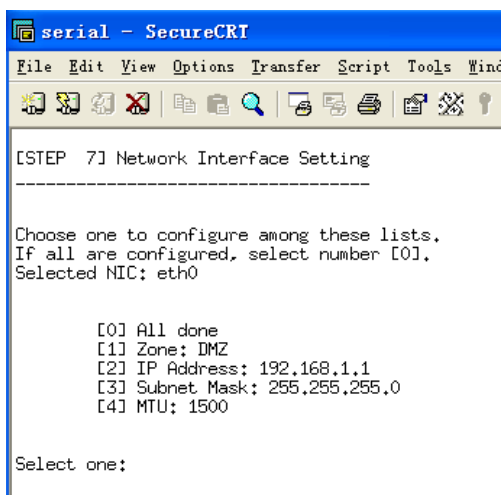 serial - SecureCRT
File Edit View Options Transfer Script Tools
[STEP  7] Network Interface Setting
-----------------------------------
Choose one to configure among these lists.
If all are configured, select number [0].
Selected NIC: eth0
[0] All done
[1] Zone: DMZ
[2] IP Address: 192.168.1.1
[3] Subnet Mask: 255.255.255.0
[4] MTU: 1500
Select one: